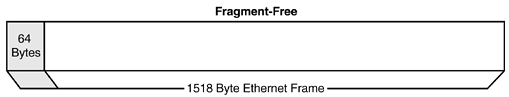 Fragment-Free
64
Bytes
1518 Byte Ethernet Frame